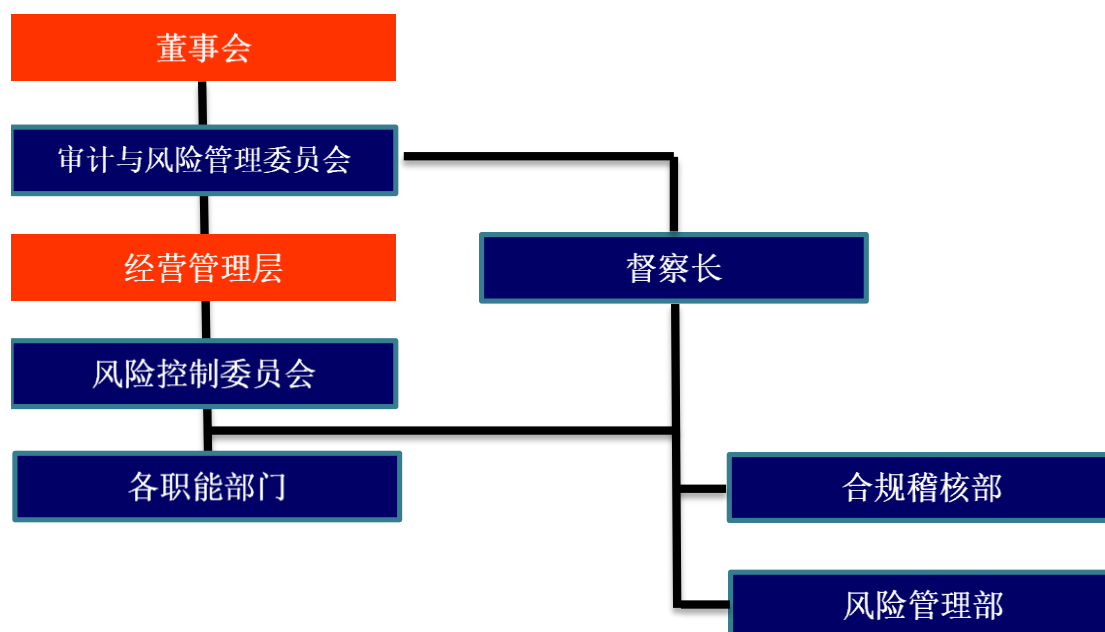 董事会
审计与风险管理委员会
经营管理层
督察长
风险控制委员会
各职能部门
合规稽核部
风险管理部